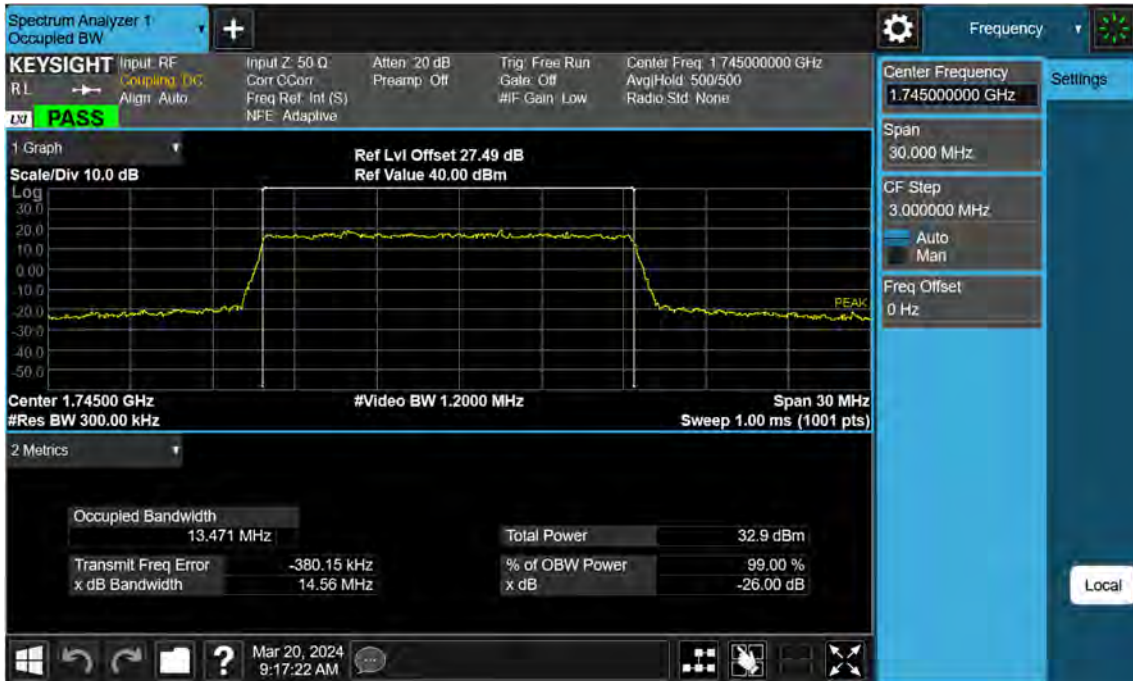 Spectrum Analyzer 1
Occupied BW
+
Frequency
KEYSIGHT Input: RF Input Z: 50 Ω Atten: 20 dB Trig: Free Run Center Freq: 1.745000000 GHz
R L Coupling: DC Corr CCorr Preamp: Off Gate: Off Avg|Hold: 500/500
Align: Auto Freq Ref: Int (S) #IF Gain: Low Radio Std: None
LXI PASS NFE: Adaptive
Center Frequency
1.745000000 GHz
Settings
Span
30.000 MHz
CF Step
3.000000 MHz
Auto
Man
Freq Offset
0 Hz
Local
1 Graph
Ref Lvl Offset 27.49 dB
Scale/Div 10.0 dB Ref Value 40.00 dBm
Log
30.0
20.0
10.0
0.00
-10.0
-20.0
-30.0
-40.0
-50.0
PEAK
Center 1.74500 GHz #Video BW 1.2000 MHz Span 30 MHz
#Res BW 300.00 kHz Sweep 1.00 ms (1001 pts)
2 Metrics
Occupied Bandwidth
13.471 MHz Total Power 32.9 dBm
Transmit Freq Error -380.15 kHz % of OBW Power 99.00 %
x dB Bandwidth 14.56 MHz x dB -26.00 dB
? Mar 20, 2024
9:17:22 AM